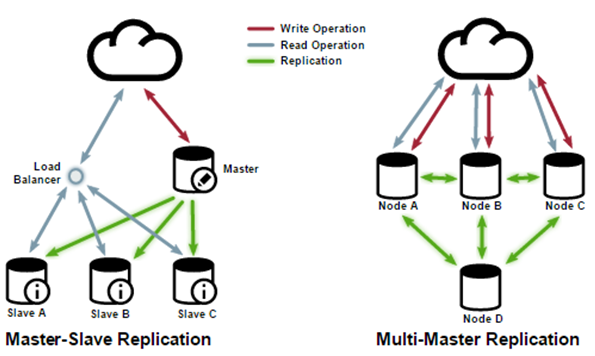 Write Operation
Read Operation
Replication
Load
Balancer
Master
Slave A
Slave B
Slave C
Master-Slave Replication
Node A
Node B
Node C
Node D
Multi-Master Replication